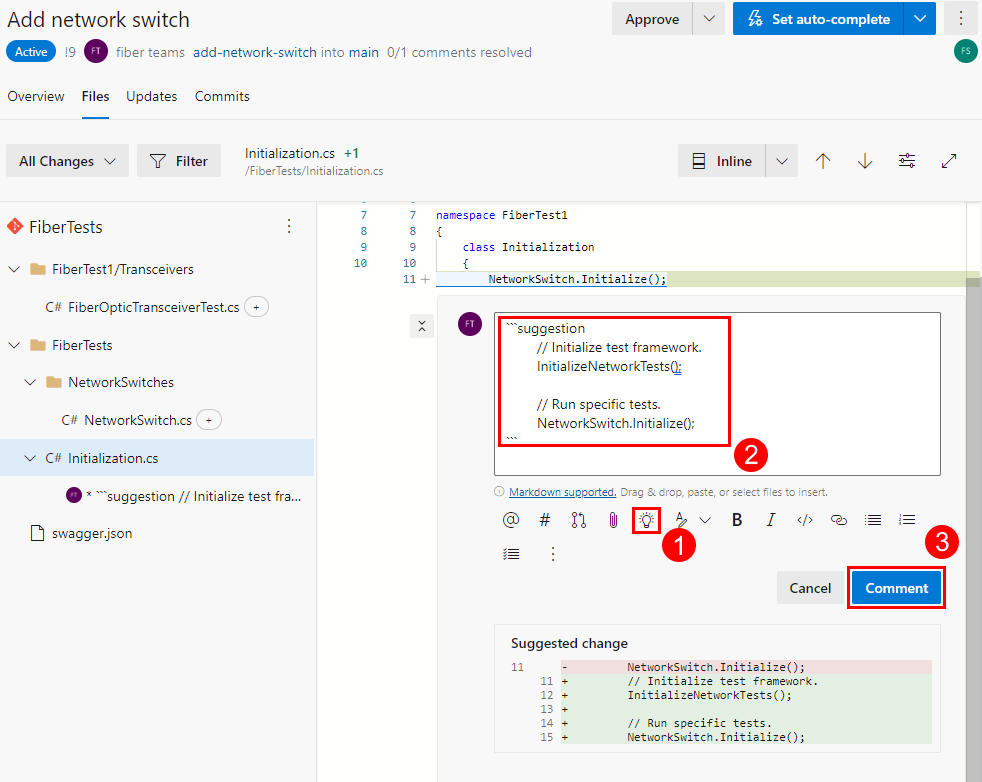 Add network switch
Approve
Set auto-complete
Active !9 FT fiber teams add-network-switch into main 0/1 comments resolved
FS
Overview Files Updates Commits
All Changes
Filter
Initialization.cs +1
/FiberTests/Initialization.cs
Inline
FiberTests
FiberTest1/Transceivers
C# FiberOpticTransceiverTest.cs +
FiberTests
NetworkSwitches
C# NetworkSwitch.cs +
C# Initialization.cs
FT * ```suggestion // Initialize test fra...
swagger.json
7 7 namespace FiberTest1
8 8 {
9 9 class Initialization
10 10 {
11 + NetworkSwitch.Initialize();
FT
```suggestion
// Initialize test framework.
InitializeNetworkTests();
// Run specific tests.
NetworkSwitch.Initialize();
```
2
Markdown supported. Drag & drop, paste, or select files to insert.
@ # A B I </>
1
3
Cancel Comment
Suggested change
11 - NetworkSwitch.Initialize();
11 + // Initialize test framework.
12 + InitializeNetworkTests();
13 +
14 + // Run specific tests.
15 + NetworkSwitch.Initialize();